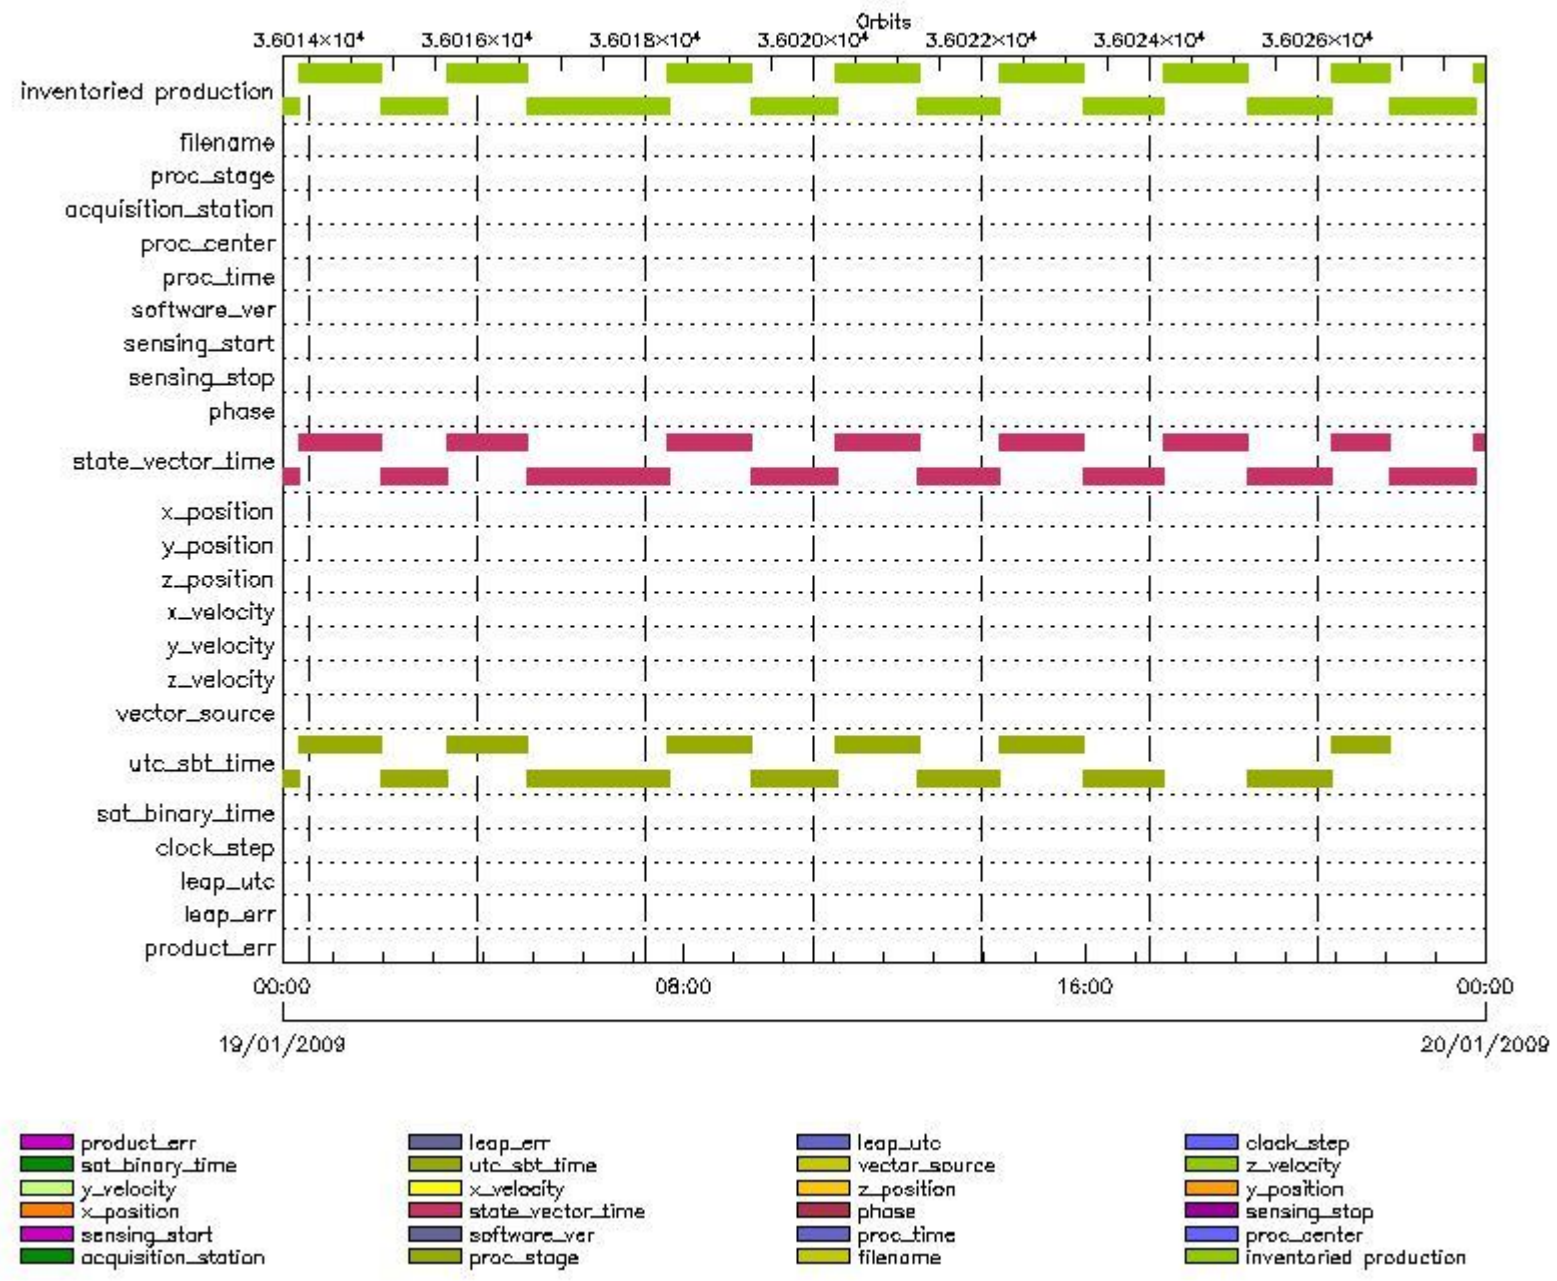 Orbits
3.6014×10⁴ 3.6016×10⁴ 3.6018×10⁴ 3.6020×10⁴ 3.6022×10⁴ 3.6024×10⁴ 3.6026×10⁴
inventoried production
filename
proc_stage
acquisition_station
proc_center
proc_time
software_ver
sensing_start
sensing_stop
phase
state_vector_time
x_position
y_position
z_position
x_velocity
y_velocity
z_velocity
vector_source
utc_sbt_time
sat_binary_time
clock_step
leap_utc
leap_err
product_err
00:00 08:00 16:00 00:00
19/01/2009 20/01/2009
product_err leap_err leap_utc clock_step
sat_binary_time utc_sbt_time vector_source z_velocity
y_velocity x_velocity z_position y_position
x_position state_vector_time phase sensing_stop
sensing_start software_ver proc_time proc_center
acquisition_station proc_stage filename inventoried production